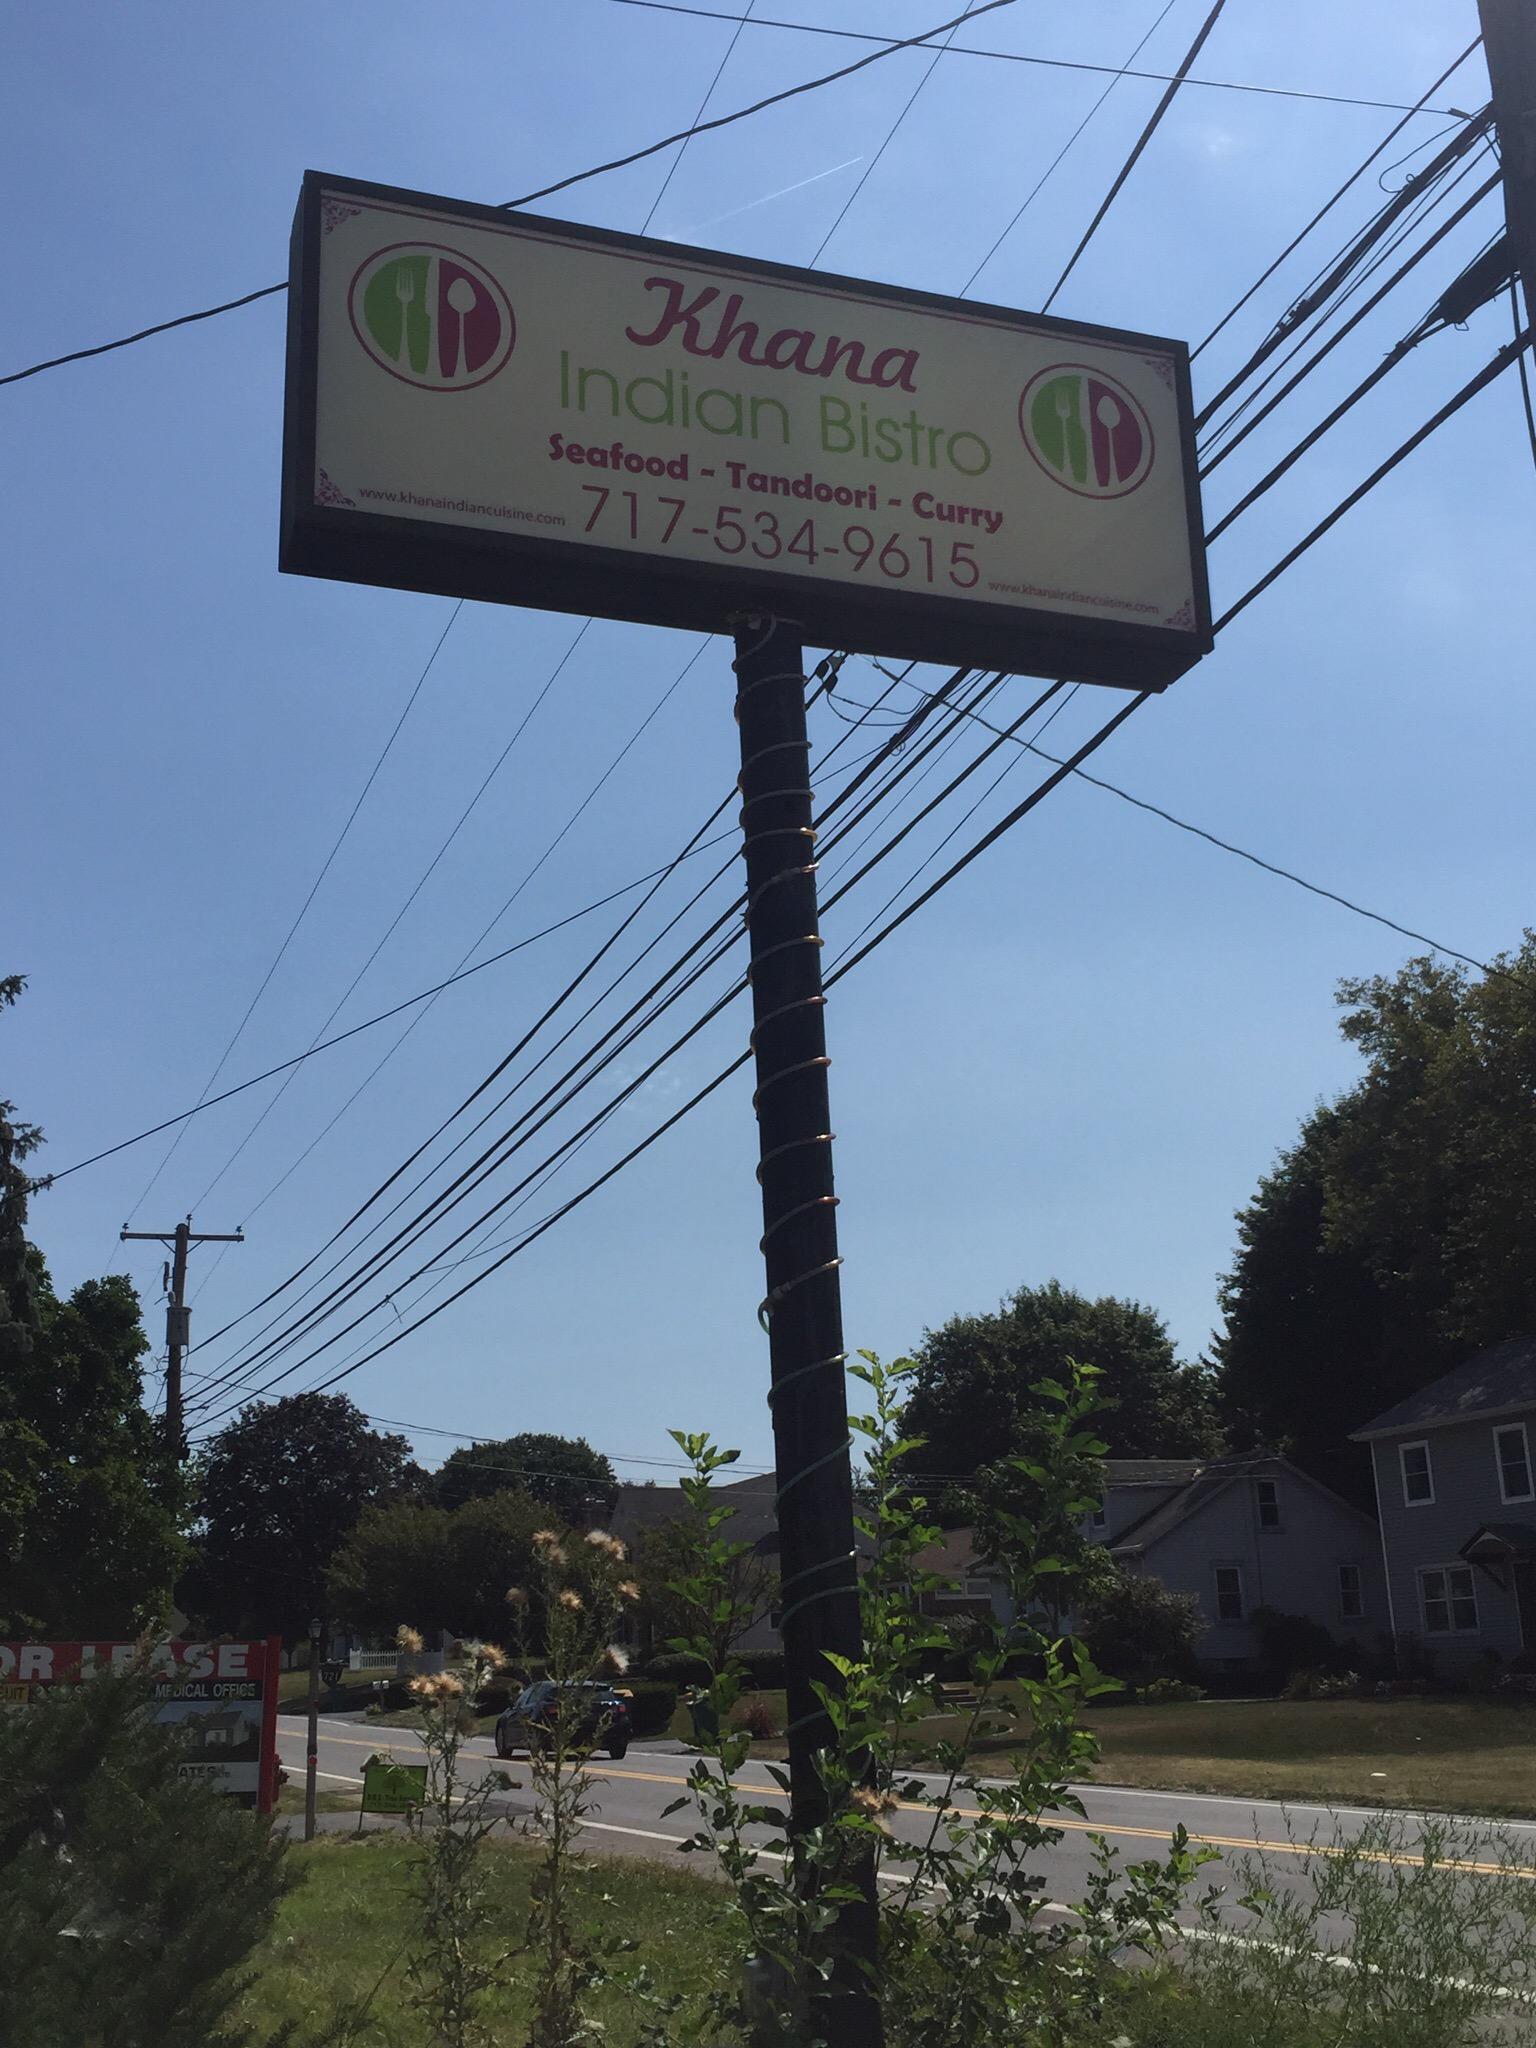 Khana
Indian Bistro
Seafood - Tandoori - Curry
717-534-9615
www.khanaindiancuisine.com
www.khanaindiancuisine.com
OR LEASE
MEDICAL OFFICE
721